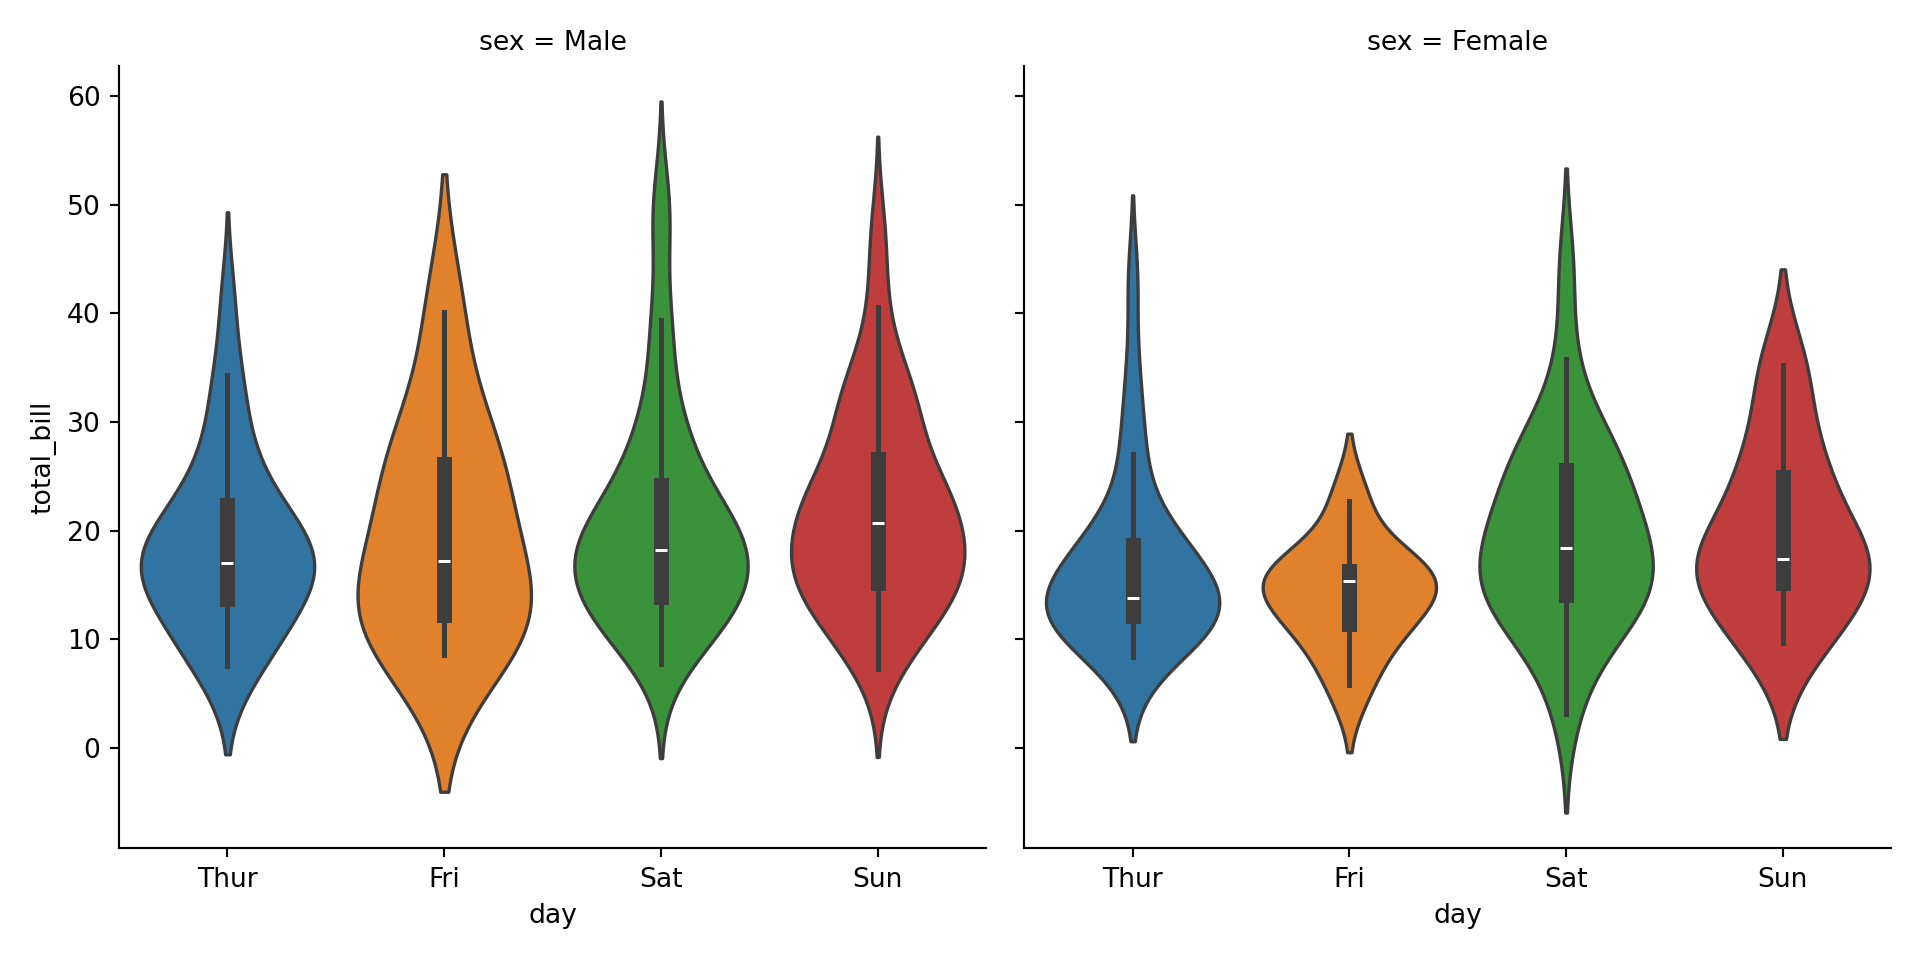 sex = Male
sex = Female
60
50
40
30
20
10
0
total_bill
Thur Fri Sat Sun
Thur Fri Sat Sun
day
day